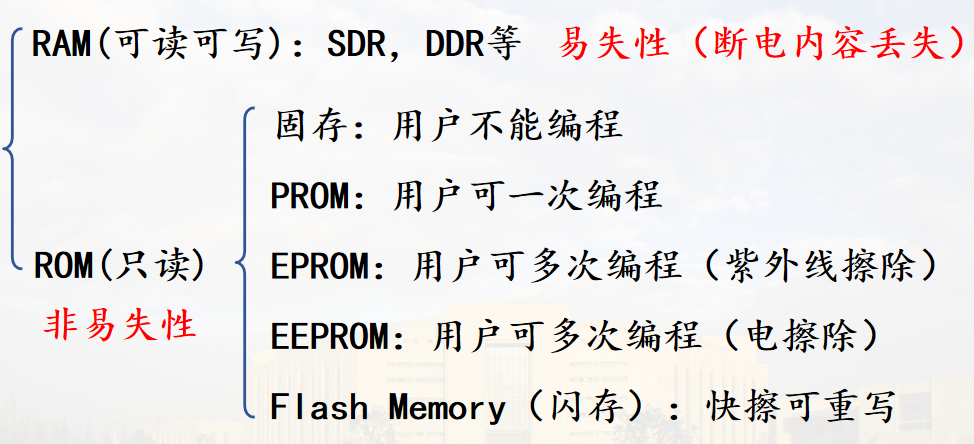 RAM(可读可写)：SDR，DDR等 易失性（断电内容丢失）
固存：用户不能编程
PROM：用户可一次编程
ROM(只读)
EPROM：用户可多次编程（紫外线擦除）
非易失性
EEPROM：用户可多次编程（电擦除）
Flash Memory（闪存）：快擦可重写